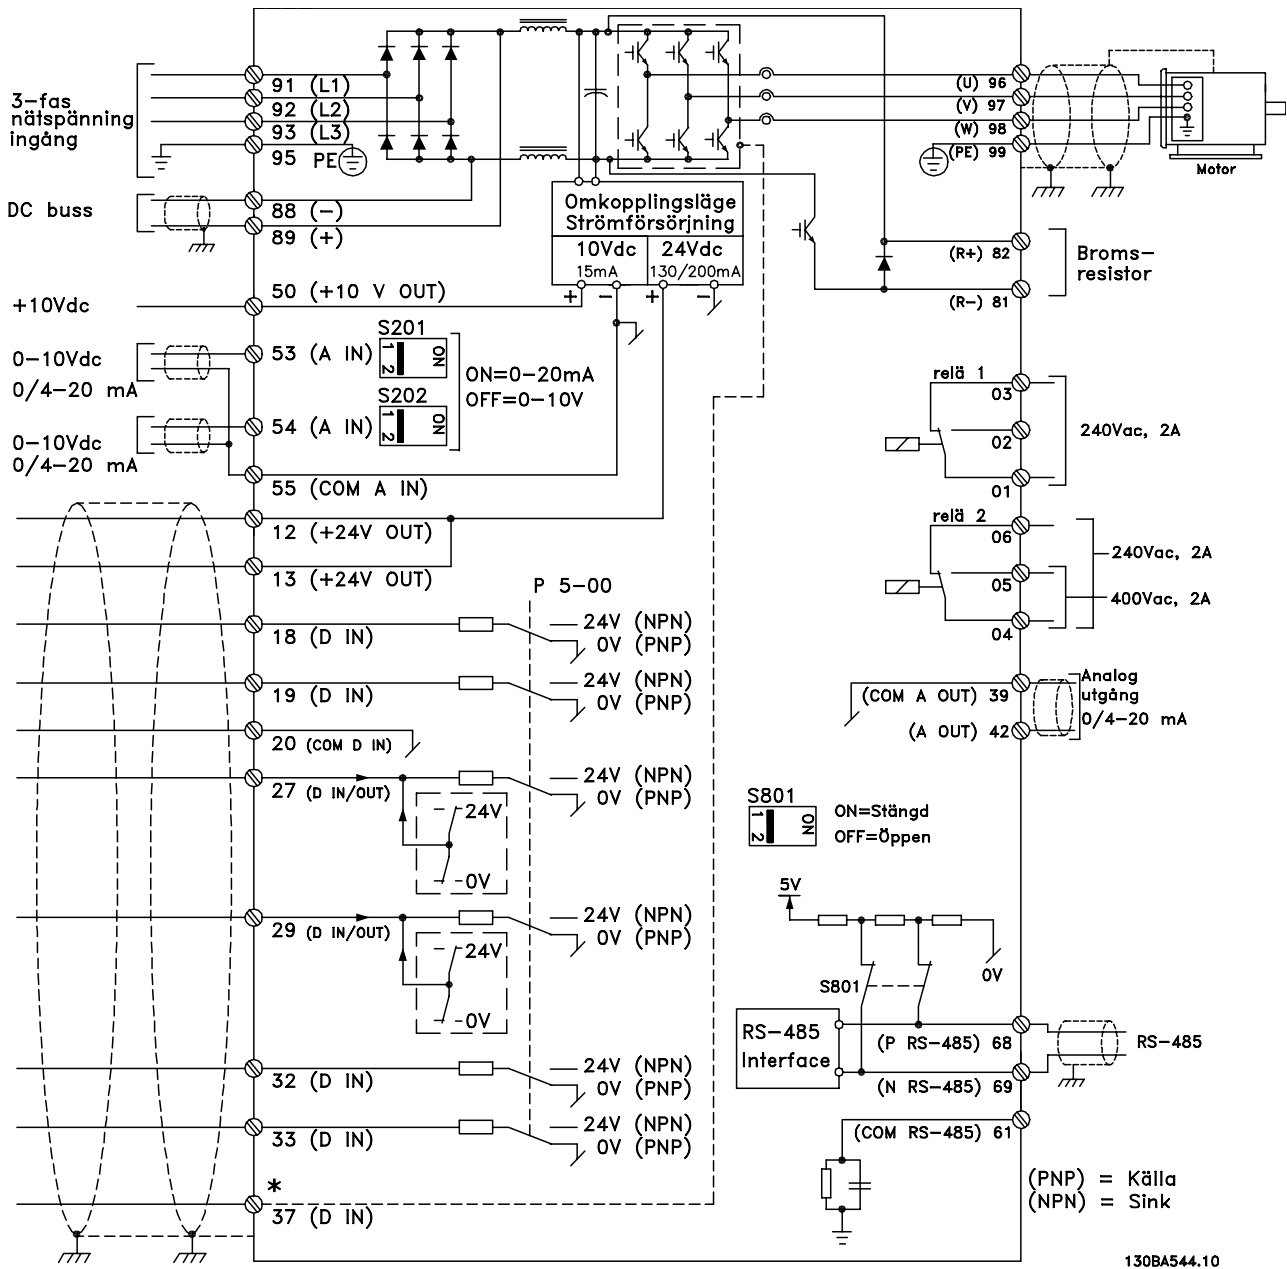 3-fas
nätspänning
ingång
91 (L1)
92 (L2)
93 (L3)
95 PE
DC buss
88 (-)
89 (+)
+10Vdc
50 (+10 V OUT)
0-10Vdc
0/4-20 mA
53 (A IN)
S201
1 2
ON
ON=0-20mA
OFF=0-10V
S202
1 2
ON
0-10Vdc
0/4-20 mA
54 (A IN)
55 (COM A IN)
12 (+24V OUT)
13 (+24V OUT)
Omkopplingsläge
Strömförsörjning
10Vdc
15mA
24Vdc
130/200mA
+ - + -
(U) 96
(V) 97
(W) 98
(PE) 99
Motor
(R+) 82
(R-) 81
Broms-
resistor
relä 1
03
02
01
240Vac, 2A
relä 2
06
05
04
240Vac, 2A
400Vac, 2A
P 5-00
18 (D IN)
24V (NPN)
0V (PNP)
19 (D IN)
24V (NPN)
0V (PNP)
20 (COM D IN)
27 (D IN/OUT)
24V (NPN)
0V (PNP)
24V
0V
29 (D IN/OUT)
24V (NPN)
0V (PNP)
24V
0V
32 (D IN)
24V (NPN)
0V (PNP)
33 (D IN)
24V (NPN)
0V (PNP)
*
37 (D IN)
(COM A OUT) 39
(A OUT) 42
Analog
utgång
0/4-20 mA
S801
1 2
ON
ON=Stängd
OFF=Öppen
5V
0V
S801
RS-485
Interface
(P RS-485) 68
(N RS-485) 69
RS-485
(COM RS-485) 61
(PNP) = Källa
(NPN) = Sink
130BA544.10